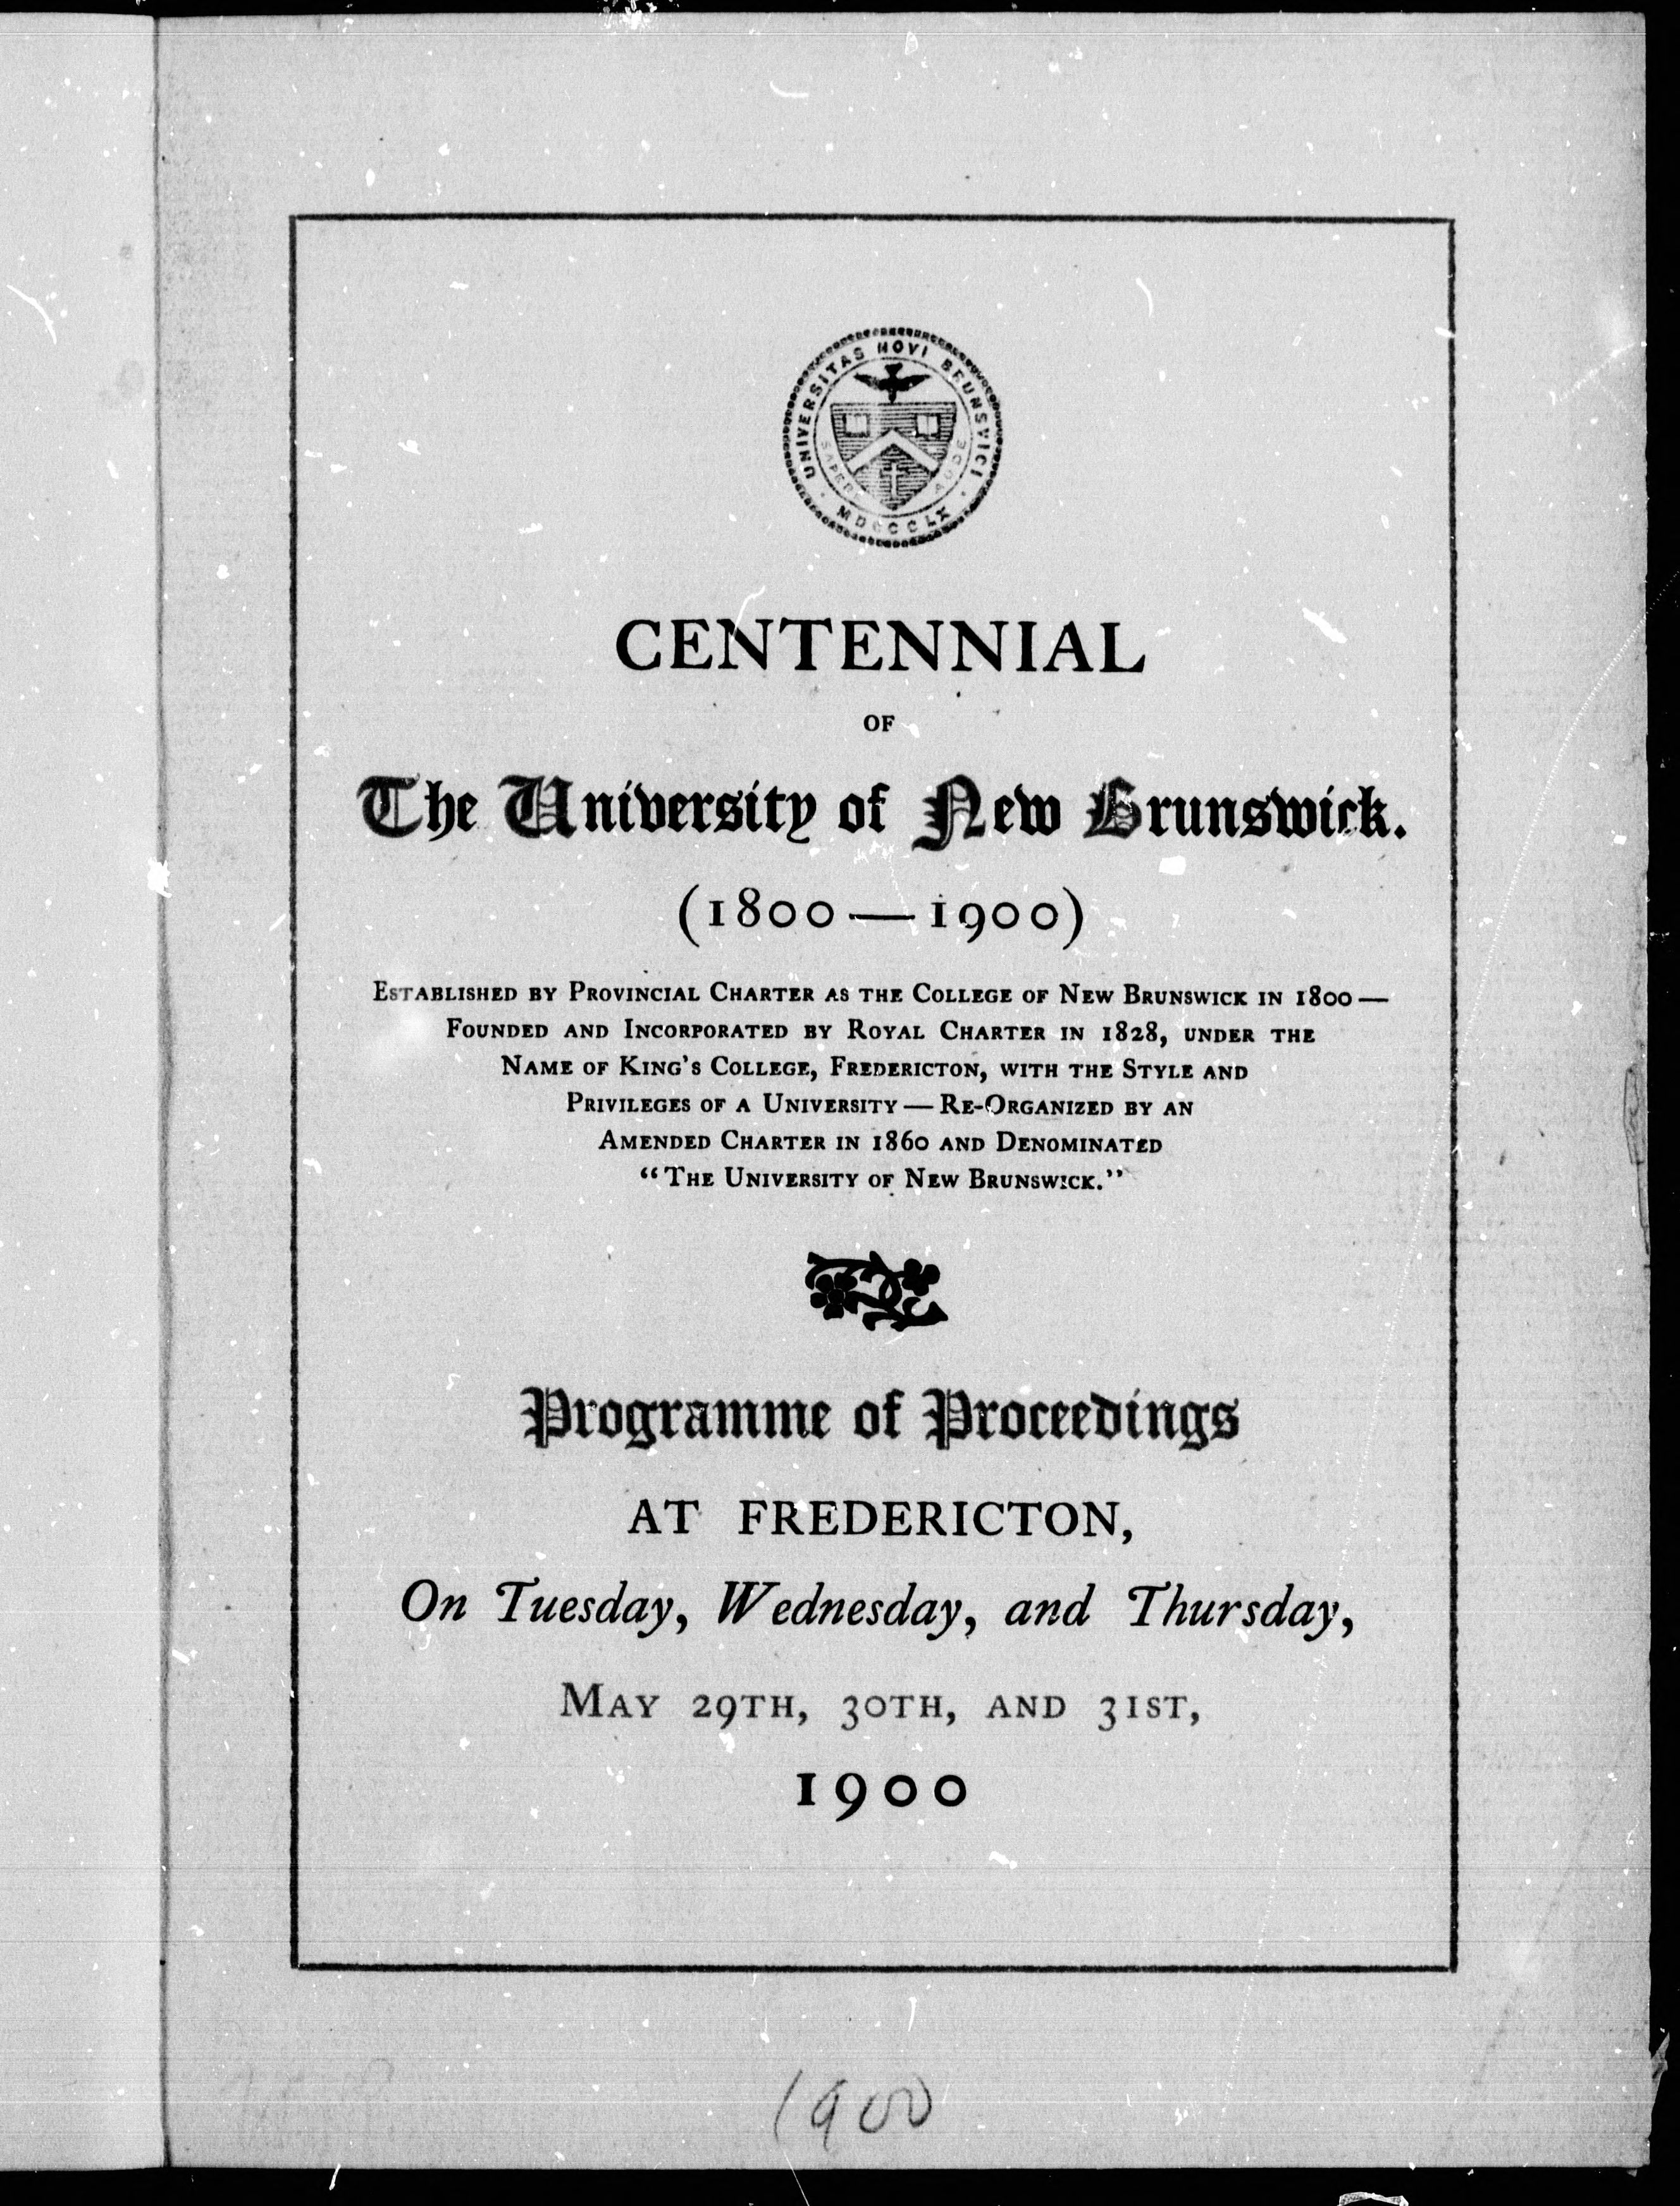 UNIVERSITAS NOVI BRUNSVICI
SAPERE AUDE
MDCCCLX
CENTENNIAL
OF
The University of New Brunswick.
(1800—1900)
ESTABLISHED BY PROVINCIAL CHARTER AS THE COLLEGE OF NEW BRUNSWICK IN 1800—
FOUNDED AND INCORPORATED BY ROYAL CHARTER IN 1828, UNDER THE
NAME OF KING'S COLLEGE, FREDERICTON, WITH THE STYLE AND
PRIVILEGES OF A UNIVERSITY—RE-ORGANIZED BY AN
AMENDED CHARTER IN 1860 AND DENOMINATED
"THE UNIVERSITY OF NEW BRUNSWICK."
Programme of Proceedings
AT FREDERICTON,
On Tuesday, Wednesday, and Thursday,
MAY 29TH, 30TH, AND 31ST,
1900
1900